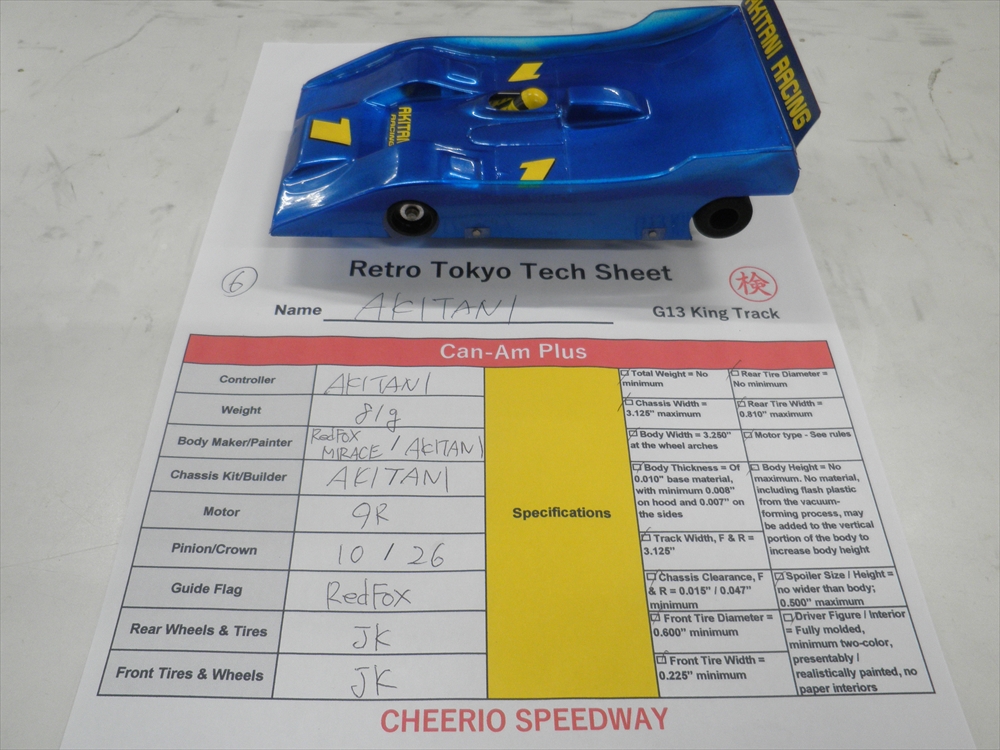 AKITANI RACING
1
AKITANI
RACING
1
1
Retro Tokyo Tech Sheet
6
検
Name AKITANI
G13 King Track
Can-Am Plus
Controller
AKITANI
Weight
81g
Body Maker/Painter
RedFox
MIRACE / AKITANI
Chassis Kit/Builder
AKITANI
Motor
9R
Pinion/Crown
10 / 26
Guide Flag
RedFox
Rear Wheels & Tires
JK
Front Tires & Wheels
JK
Specifications
Total Weight = No
minimum
Chassis Width =
3.125" maximum
Body Width = 3.250"
at the wheel arches
Body Thickness = Of
0.010" base material,
with minimum 0.008"
on hood and 0.007" on
the sides
Track Width, F & R =
3.125"
Chassis Clearance, F
& R = 0.015" / 0.047"
minimum
Front Tire Diameter =
0.600" minimum
Front Tire Width =
0.225" minimum
Rear Tire Diameter =
No minimum
Rear Tire Width =
0.810" maximum
Motor type - See rules
Body Height = No
maximum. No material,
including flash plastic
from the vacuum-
forming process, may
be added to the vertical
portion of the body to
increase body height
Spoiler Size / Height =
no wider than body;
0.500" maximum
Driver Figure / Interior
= Fully molded,
minimum two-color,
presentably /
realistically painted, no
paper interiors
CHEERIO SPEEDWAY